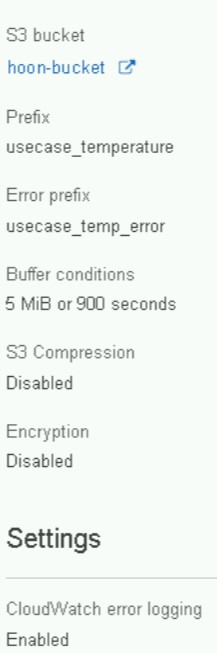 S3 bucket
hoon-bucket
Prefix
usecase_temperature
Error prefix
usecase_temp_error
Buffer conditions
5 MiB or 900 seconds
S3 Compression
Disabled
Encryption
Disabled
Settings
CloudWatch error logging
Enabled